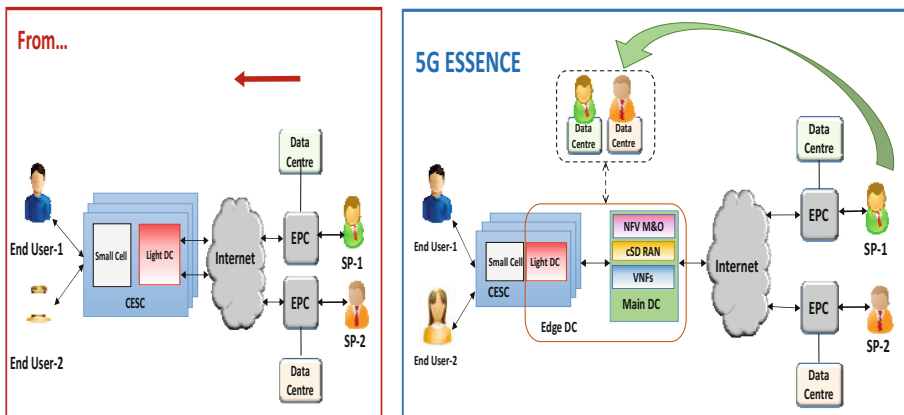 From...
Data
Centre
End User-1
Small Cell
Light DC
CESC
Internet
EPC
SP-1
EPC
SP-2
End User-2
Data
Centre
5G ESSENCE
Data
Centre
Data
Centre
Data
Centre
End User-1
Small Cell
Light DC
CESC
NFV M&O
cSD RAN
VNFs
Main DC
Edge DC
Internet
EPC
SP-1
EPC
SP-2
End User-2
Data
Centre